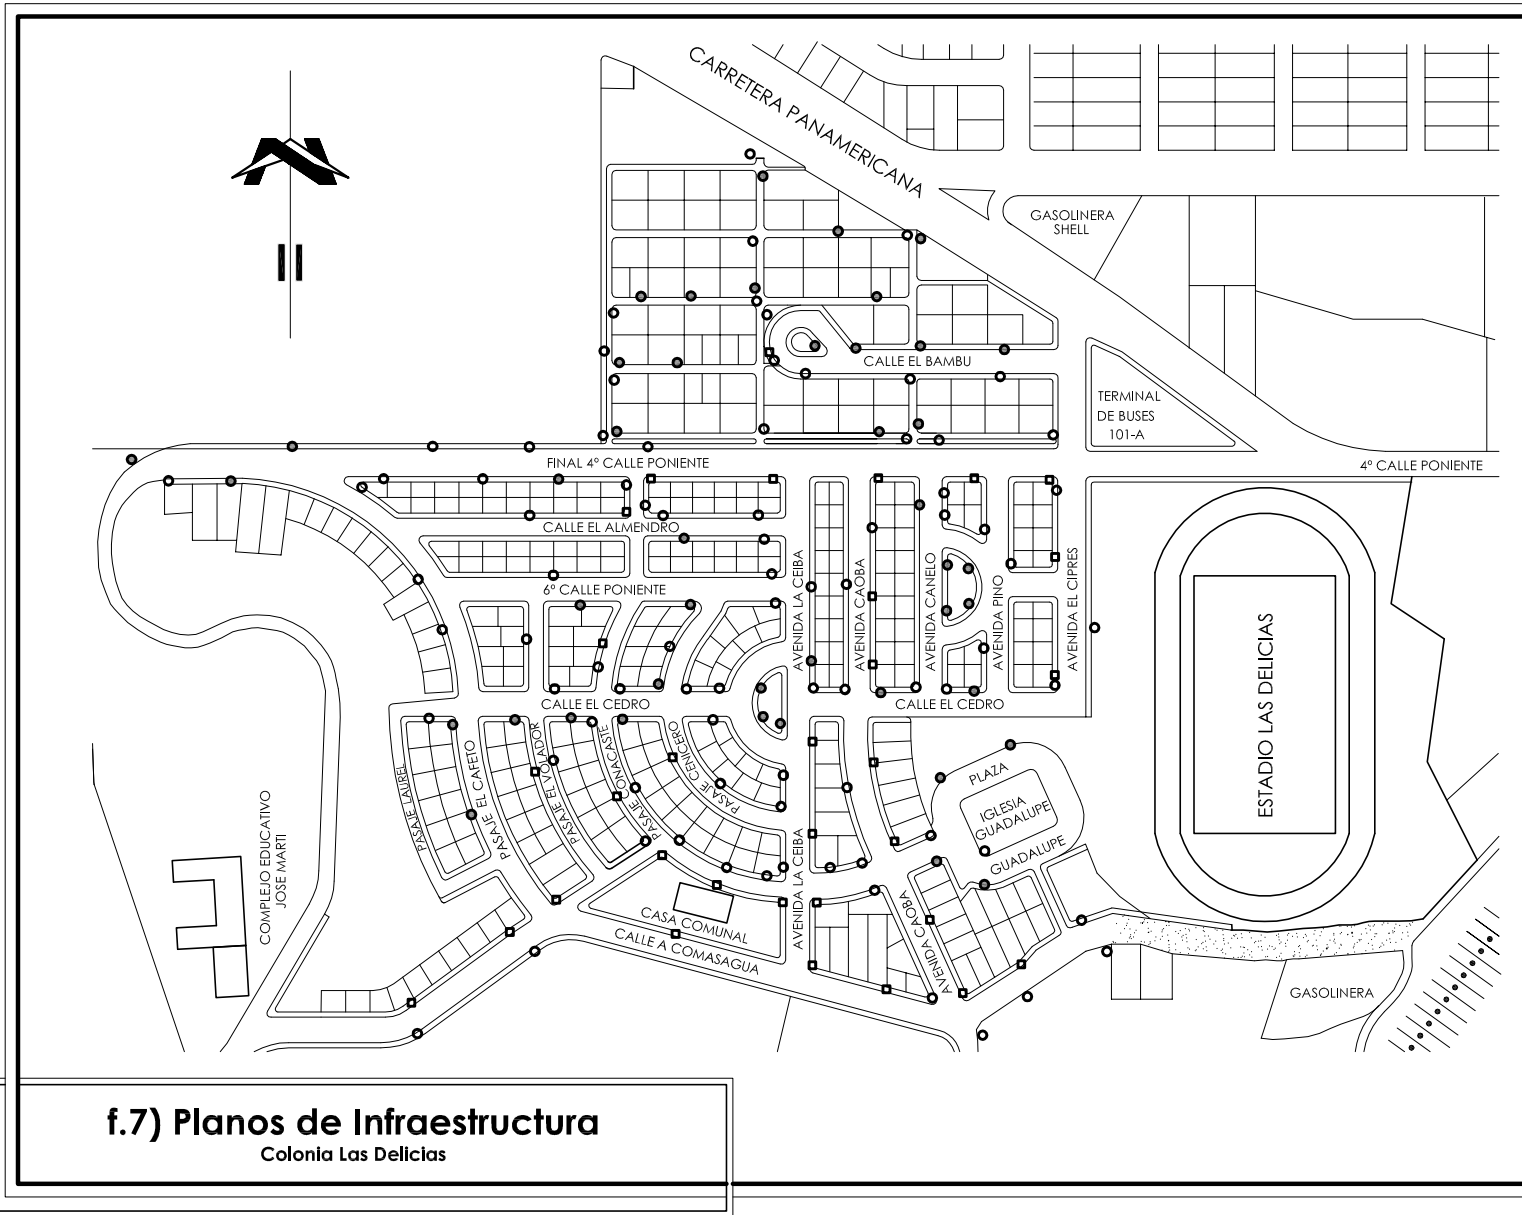 CARRETERA PANAMERICANA
GASOLINERA
SHELL
CALLE EL BAMBU
TERMINAL
DE BUSES
101-A
FINAL 4º CALLE PONIENTE
4º CALLE PONIENTE
CALLE EL ALMENDRO
6º CALLE PONIENTE
AVENIDA LA CEIBA
AVENIDA CAOBA
AVENIDA CANELO
AVENIDA PINO
AVENIDA EL CIPRES
ESTADIO LAS DELICIAS
CALLE EL CEDRO
CALLE EL CEDRO
PASAJE LAUREL
PASAJE EL CAFETO
PASAJE EL VOLADOR
PASAJE CONACASTE
PASAJE CENICERO
PLAZA
IGLESIA
GUADALUPE
GUADALUPE
COMPLEJO EDUCATIVO
JOSE MARTI
AVENIDA LA CEIBA
AVENIDA CAOBA
CASA COMUNAL
CALLE A COMASAGUA
GASOLINERA
f.7) Planos de Infraestructura
Colonia Las Delicias